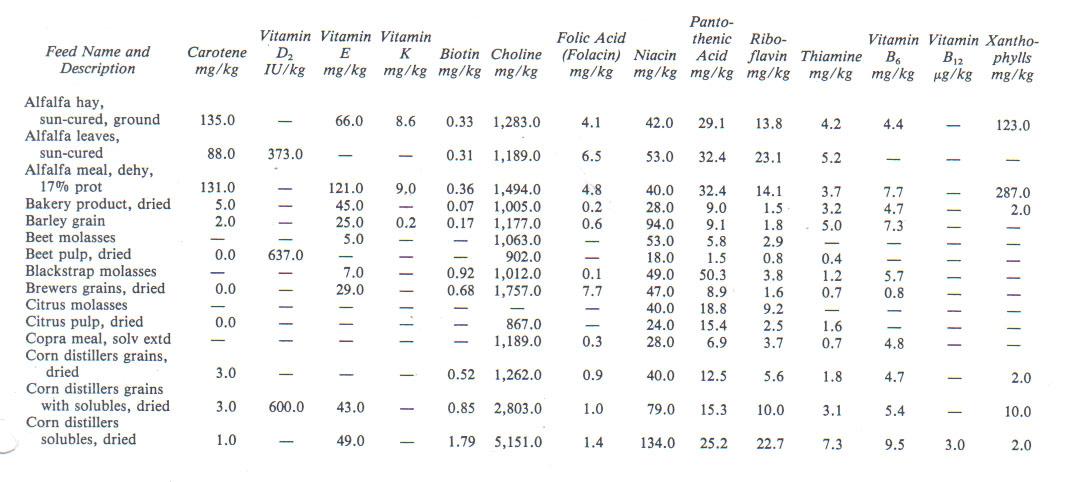 Panto-
Vitamin Vitamin Vitamin Folic Acid thenic Ribo- Vitamin Vitamin Xantho-
Feed Name and Carotene D₂ E K Biotin Choline (Folacin) Niacin Acid flavin Thiamine B₆ B₁₂ phylls
Description mg/kg IU/kg mg/kg mg/kg mg/kg mg/kg mg/kg mg/kg mg/kg mg/kg mg/kg mg/kg µg/kg mg/kg
Alfalfa hay,
sun-cured, ground 135.0 — 66.0 8.6 0.33 1,283.0 4.1 42.0 29.1 13.8 4.2 4.4 — 123.0
Alfalfa leaves,
sun-cured 88.0 373.0 — — 0.31 1,189.0 6.5 53.0 32.4 23.1 5.2 — — —
Alfalfa meal, dehy,
17% prot 131.0 — 121.0 9.0 0.36 1,494.0 4.8 40.0 32.4 14.1 3.7 7.7 — 287.0
Bakery product, dried 5.0 — 45.0 — 0.07 1,005.0 0.2 28.0 9.0 1.5 3.2 4.7 — 2.0
Barley grain 2.0 — 25.0 0.2 0.17 1,177.0 0.6 94.0 9.1 1.8 5.0 7.3 — —
Beet molasses — — 5.0 — — 1,063.0 — 53.0 5.8 2.9 — — — —
Beet pulp, dried 0.0 637.0 — — — 902.0 — 18.0 1.5 0.8 0.4 — — —
Blackstrap molasses — — 7.0 — 0.92 1,012.0 0.1 49.0 50.3 3.8 1.2 5.7 — —
Brewers grains, dried 0.0 — 29.0 — 0.68 1,757.0 7.7 47.0 8.9 1.6 0.7 0.8 — —
Citrus molasses — — — — — — — 40.0 18.8 9.2 — — — —
Citrus pulp, dried 0.0 — — — — 867.0 — 24.0 15.4 2.5 1.6 — — —
Copra meal, solv extd — — — — — 1,189.0 0.3 28.0 6.9 3.7 0.7 4.8 — —
Corn distillers grains,
dried 3.0 — — — 0.52 1,262.0 0.9 40.0 12.5 5.6 1.8 4.7 — 2.0
Corn distillers grains
with solubles, dried 3.0 600.0 43.0 — 0.85 2,803.0 1.0 79.0 15.3 10.0 3.1 5.4 — 10.0
Corn distillers
solubles, dried 1.0 — 49.0 — 1.79 5,151.0 1.4 134.0 25.2 22.7 7.3 9.5 3.0 2.0